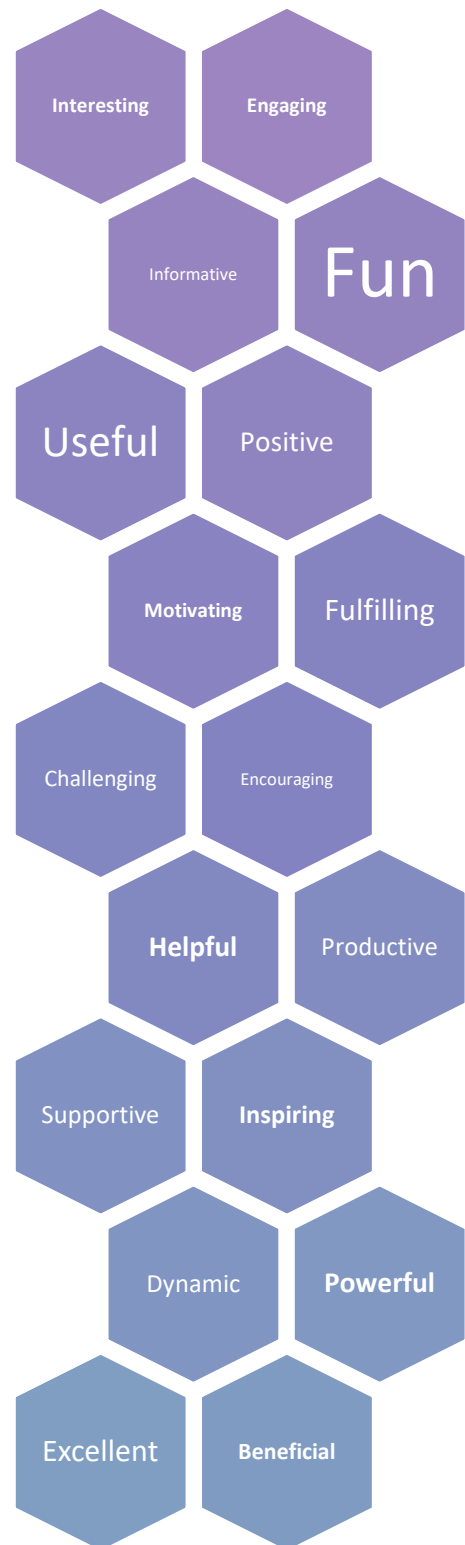 Interesting
Engaging
Informative
Fun
Useful
Positive
Motivating
Fulfilling
Challenging
Encouraging
Helpful
Productive
Supportive
Inspiring
Dynamic
Powerful
Excellent
Beneficial